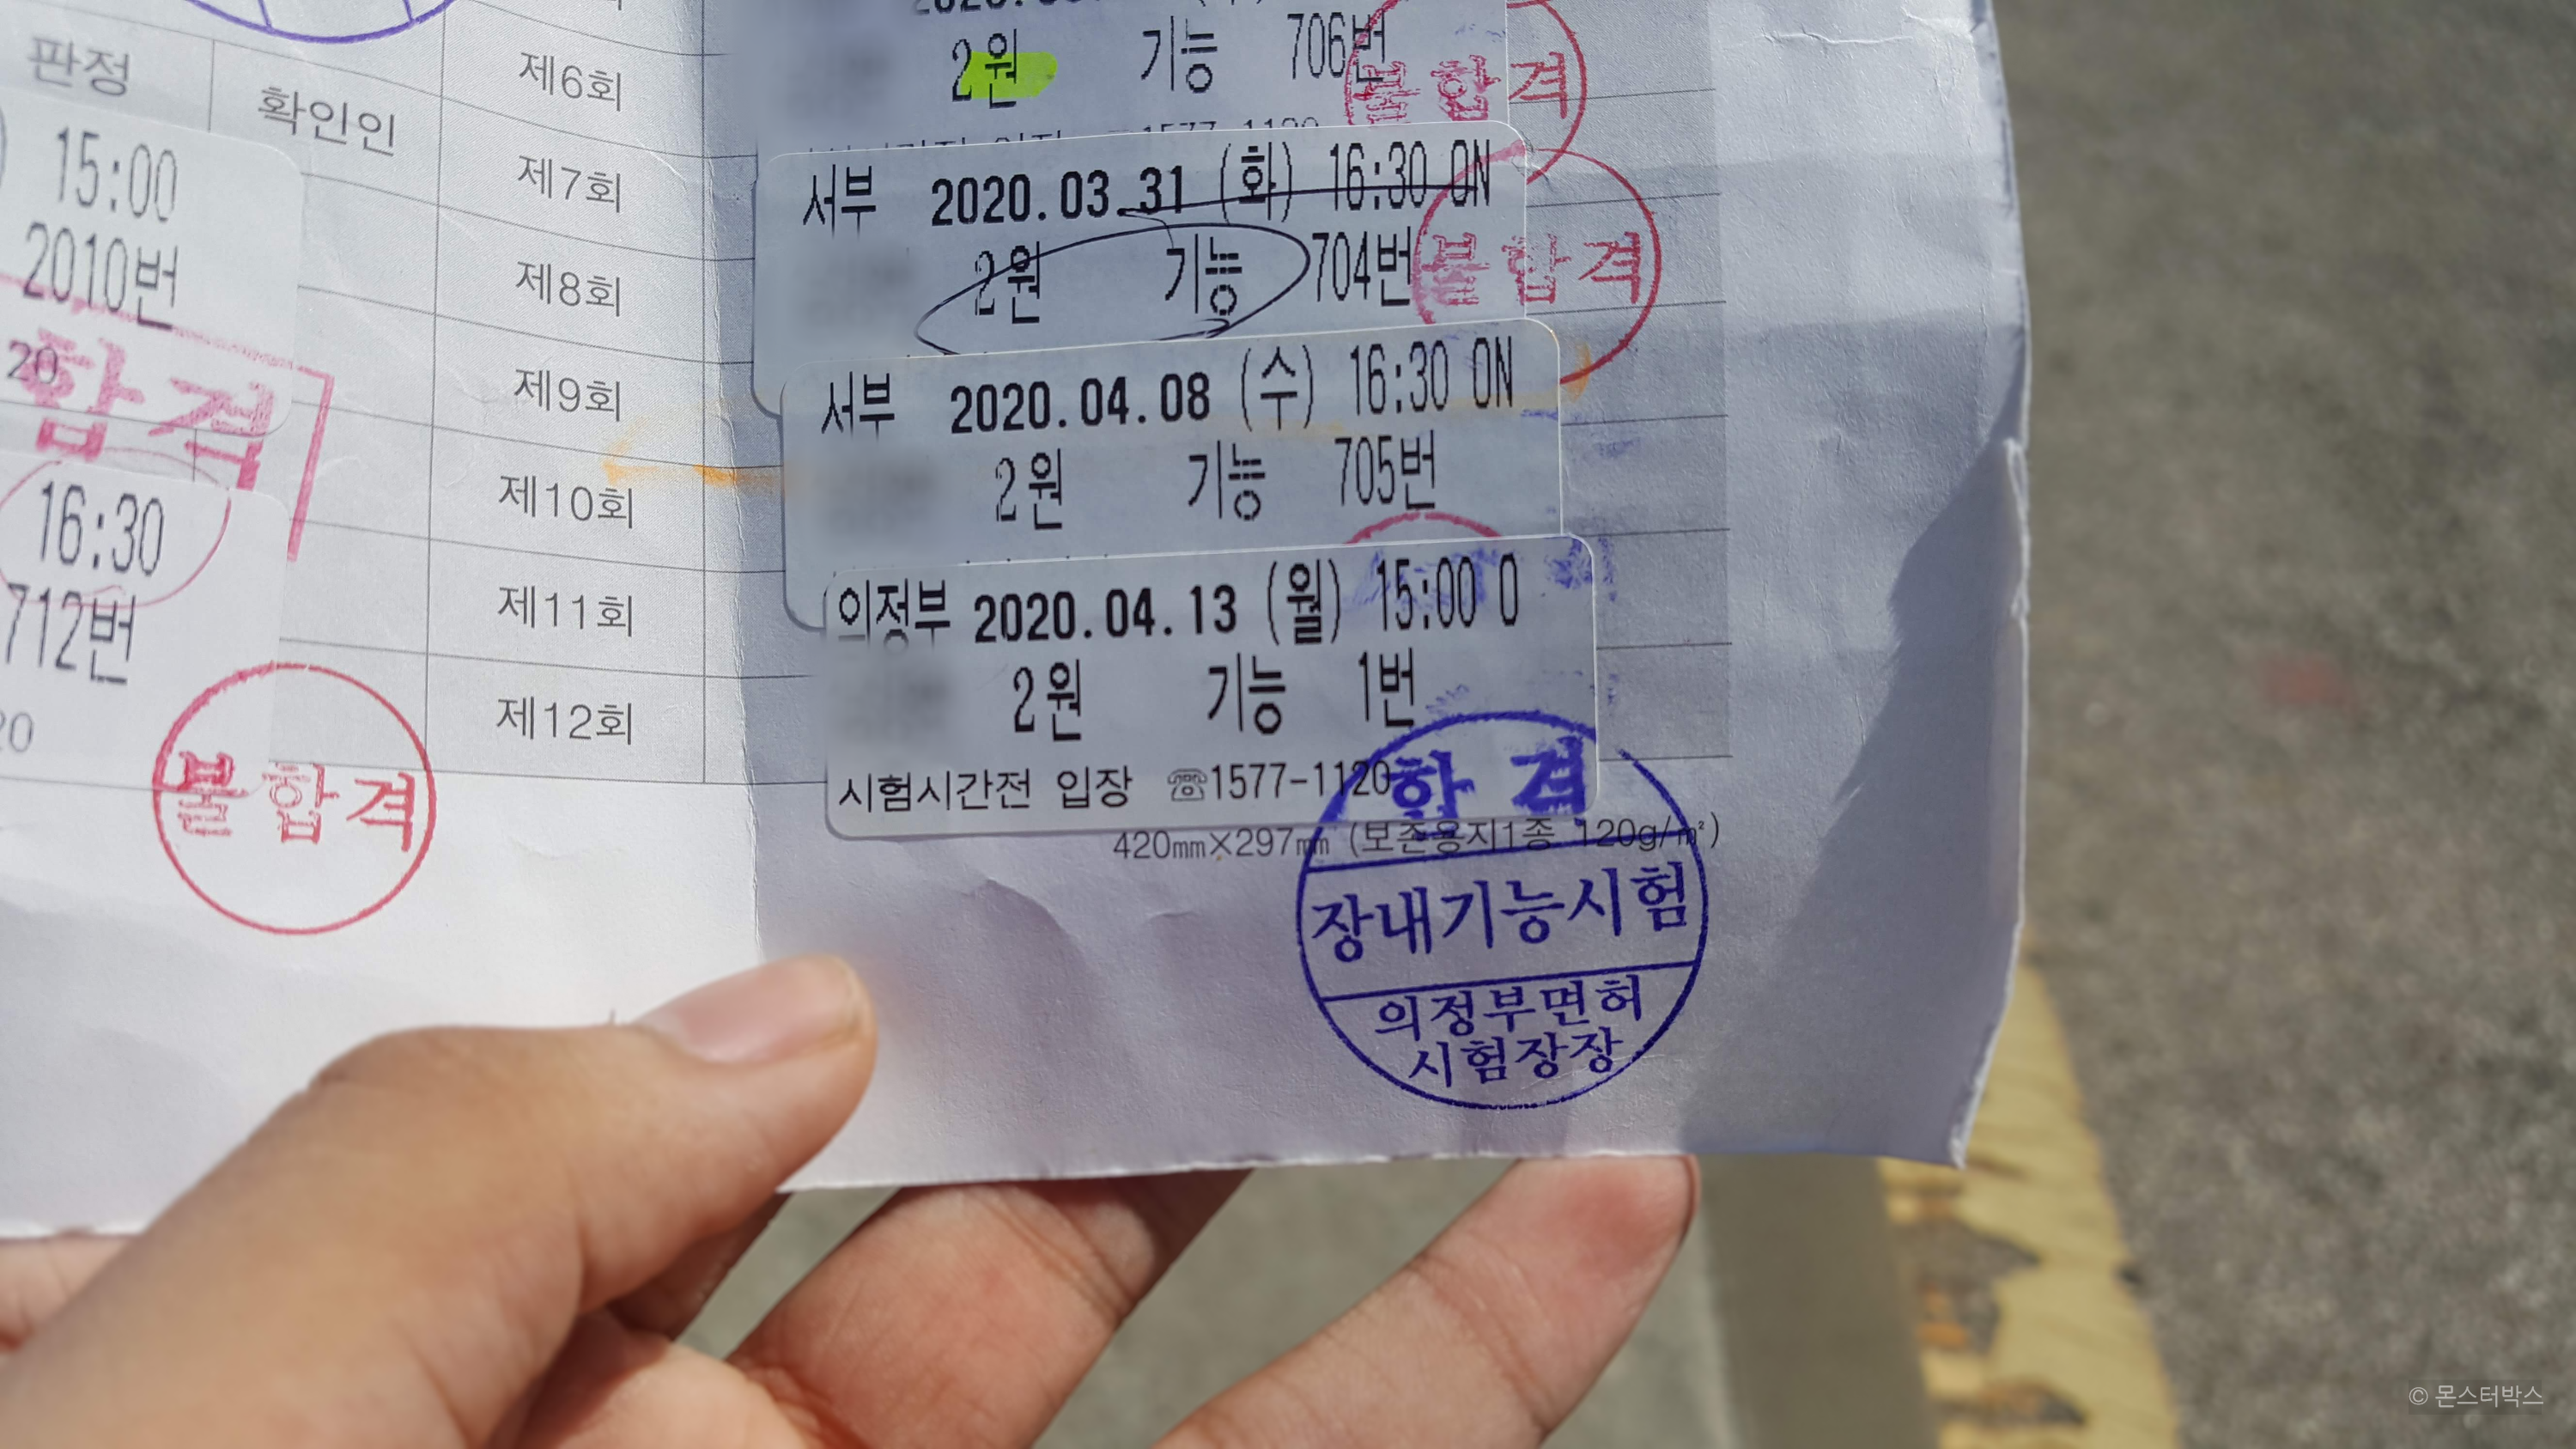 판정
확인인
15:00
2010번
20
합격
16:30
712번
20
불합격
제6회
제7회
제8회
제9회
제10회
제11회
제12회
2원 기능 706번
불합격
서부 2020.03.31 (화) 16:30 ON
2원 기능 704번
불합격
서부 2020.04.08 (수) 16:30 ON
2원 기능 705번
의정부 2020.04.13 (월) 15:00 O
2원 기능 1번
시험시간전 입장 ☏1577-1120
합격
420㎜×297㎜ (보존용지1종 120g/㎡)
장내기능시험
의정부면허
시험장장
© 몬스터박스